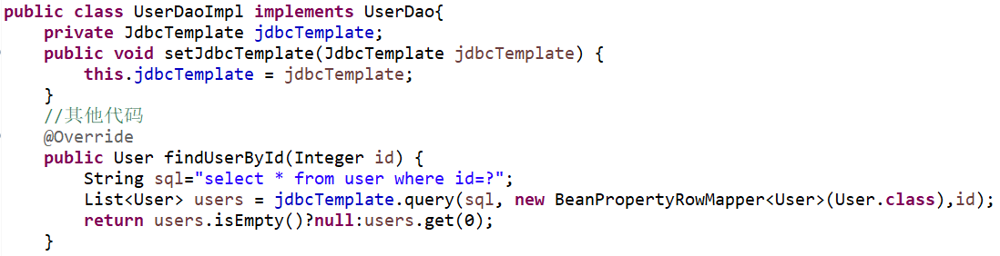 public class UserDaoImpl implements UserDao{
    private JdbcTemplate jdbcTemplate;
    public void setJdbcTemplate(JdbcTemplate jdbcTemplate) {
        this.jdbcTemplate = jdbcTemplate;
    }
    //其他代码
    @Override
    public User findUserById(Integer id) {
        String sql="select * from user where id=?";
        List<User> users = jdbcTemplate.query(sql, new BeanPropertyRowMapper<User>(User.class),id);
        return users.isEmpty()?null:users.get(0);
    }